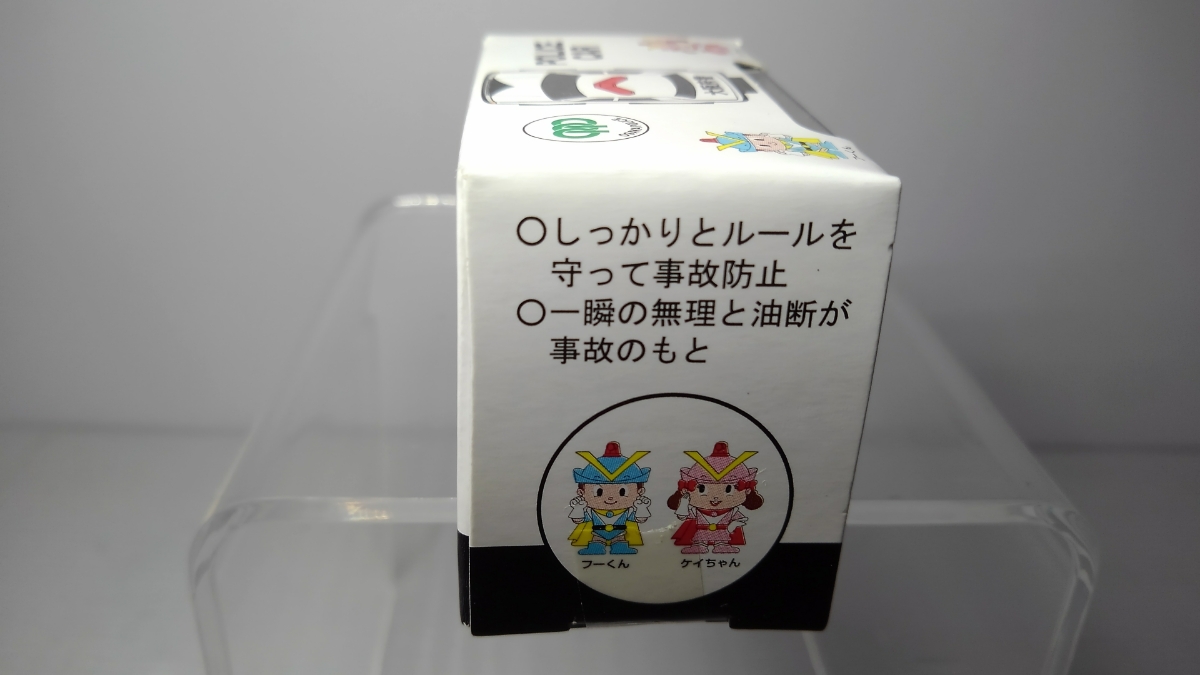 POLICE
CAR
○しっかりとルールを
守って事故防止
○一瞬の無理と油断が
事故のもと
フーくん
ケイちゃん